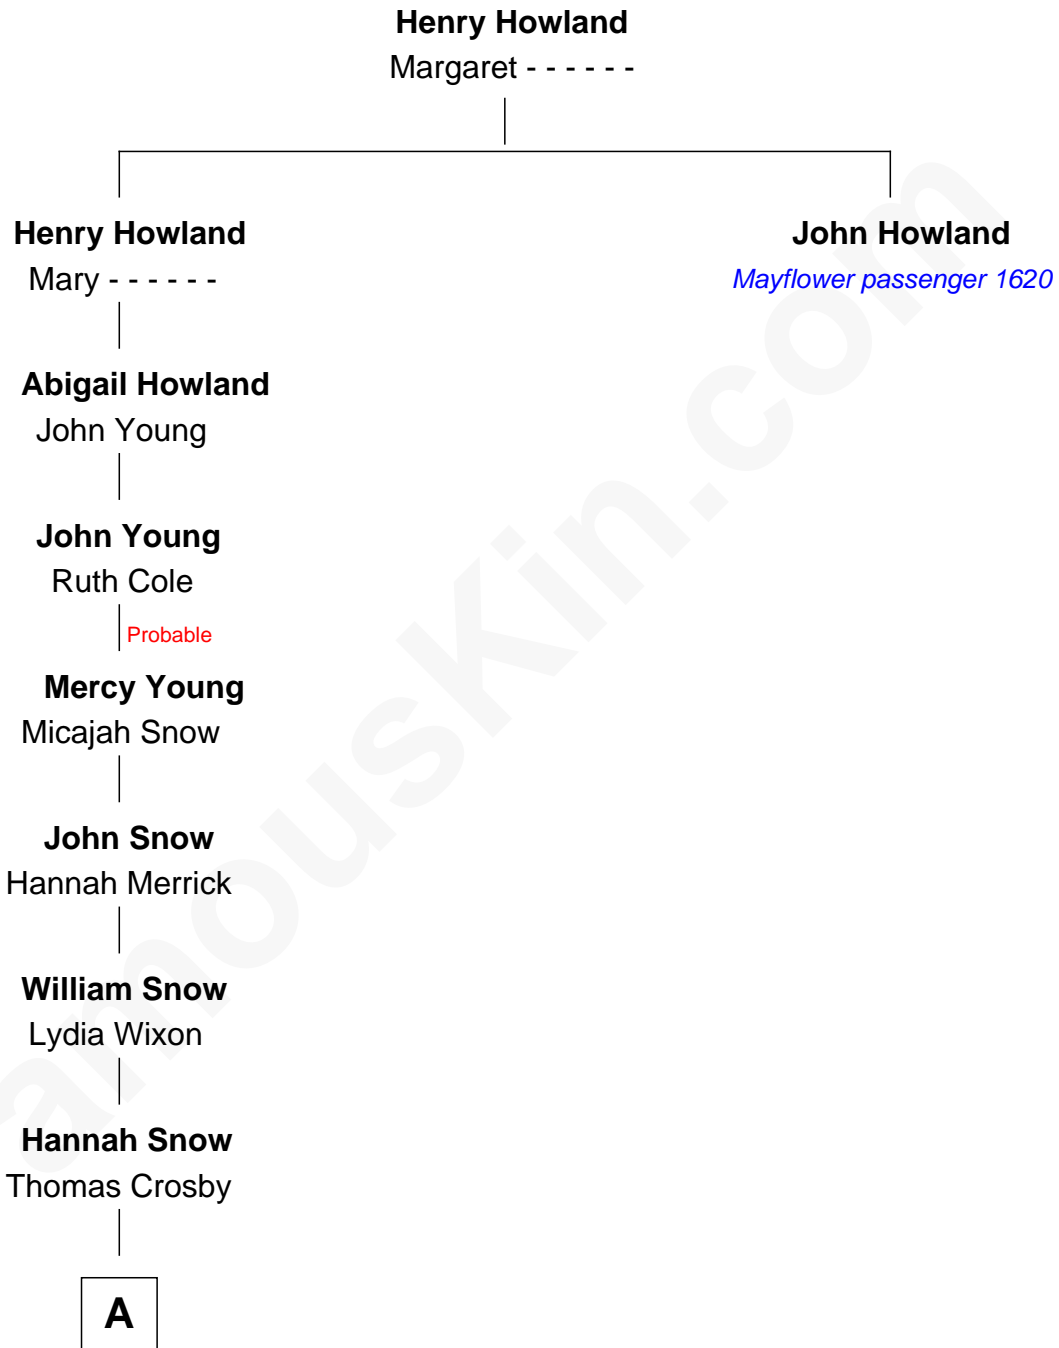 Henry Howland
Margaret - - - - - -
Henry Howland
John Howland
Mary - - - - - -
Mayflower passenger 1620
Abigail Howland
John Young
John Young
Ruth Cole
Probable
Mercy Young
Micajah Snow
John Snow
Hannah Merrick
William Snow
Lydia Wixon
Hannah Snow
Thomas Crosby
A
amouskin.com